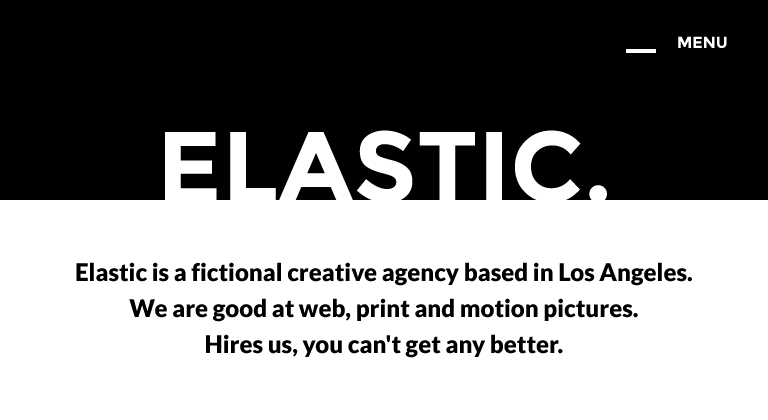 MENU
ELASTIC.
Elastic is a fictional creative agency based in Los Angeles.
We are good at web, print and motion pictures.
Hires us, you can't get any better.